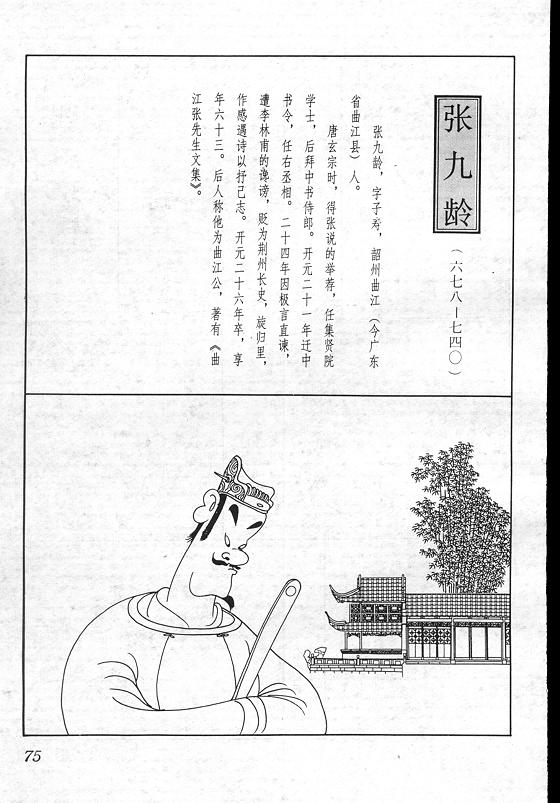 张九龄
（六七八—七四〇）
张九龄，字子寿，韶州曲江（今广东
省曲江县）人。
唐玄宗时，得张说的举荐，任集贤院
学士，后拜中书侍郎。开元二十一年迁中
书令，任右丞相。二十四年因极言直谏，
遭李林甫的谗谤，贬为荆州长史，旋归里，
作感遇诗以抒己志。开元二十六年卒，享
年六十三。后人称他为曲江公，著有《曲
江张先生文集》。
75